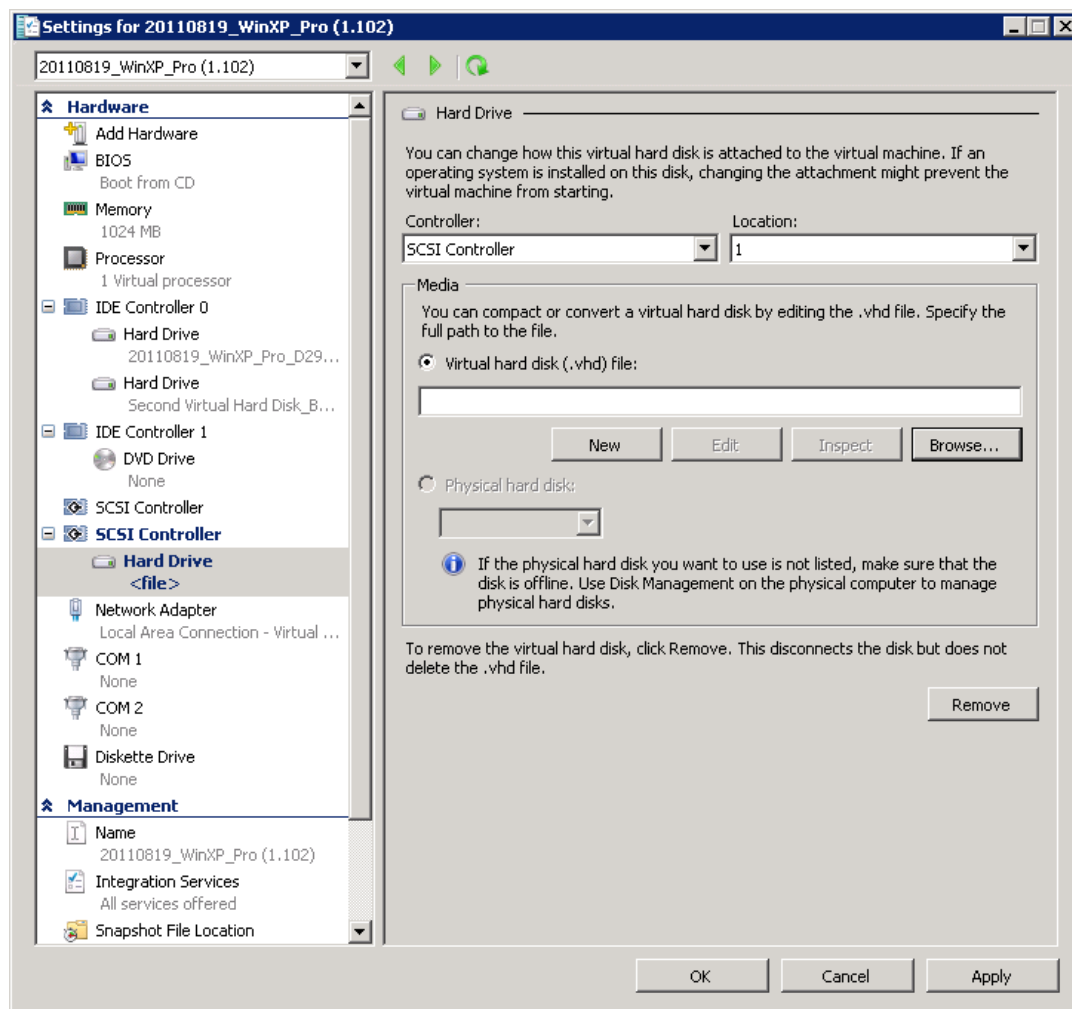 Settings for 20110819_WinXP_Pro (1.102)
20110819_WinXP_Pro (1.102)
Hardware
Add Hardware
BIOS
Boot from CD
Memory
1024 MB
Processor
1 Virtual processor
IDE Controller 0
Hard Drive
20110819_WinXP_Pro_D29...
Hard Drive
Second Virtual Hard Disk_B...
IDE Controller 1
DVD Drive
None
SCSI Controller
SCSI Controller
Hard Drive
<file>
Network Adapter
Local Area Connection - Virtual ...
COM 1
None
COM 2
None
Diskette Drive
None
Management
Name
20110819_WinXP_Pro (1.102)
Integration Services
All services offered
Snapshot File Location
Hard Drive
You can change how this virtual hard disk is attached to the virtual machine. If an
operating system is installed on this disk, changing the attachment might prevent the
virtual machine from starting.
Controller:
Location:
SCSI Controller
1
Media
You can compact or convert a virtual hard disk by editing the .vhd file. Specify the
full path to the file.
Virtual hard disk (.vhd) file:
New
Edit
Inspect
Browse...
Physical hard disk:
If the physical hard disk you want to use is not listed, make sure that the
disk is offline. Use Disk Management on the physical computer to manage
physical hard disks.
To remove the virtual hard disk, click Remove. This disconnects the disk but does not
delete the .vhd file.
Remove
OK
Cancel
Apply